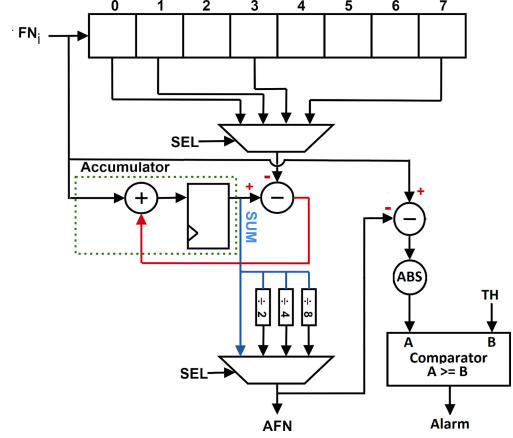 0 1 2 3 4 5 6 7
FNi
SEL
Accumulator
- 
+ + − +
- −
SUM
ABS
÷ 2 ÷ 4 ÷ 8
TH
A B
Comparator
A >= B
SEL
AFN Alarm